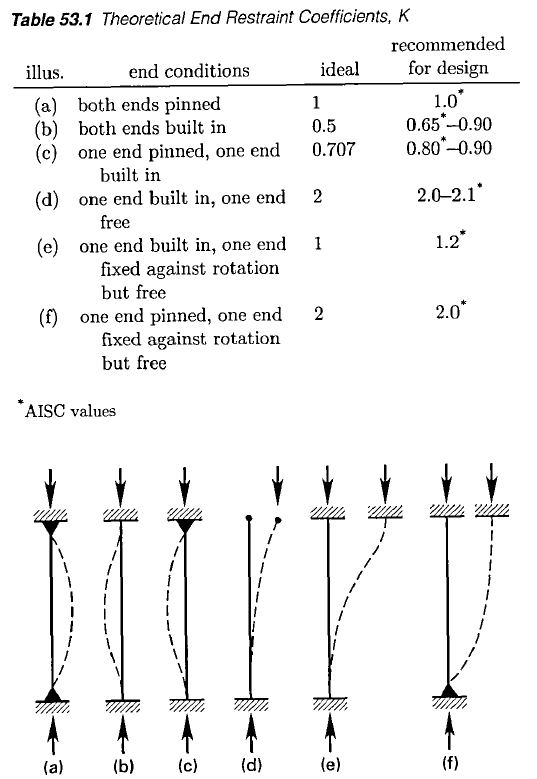 Table 53.1 Theoretical End Restraint Coefficients, K
recommended
illus. end conditions ideal for design
(a) both ends pinned 1 1.0*
(b) both ends built in 0.5 0.65*–0.90
(c) one end pinned, one end 0.707 0.80*–0.90
built in
(d) one end built in, one end 2 2.0–2.1*
free
(e) one end built in, one end 1 1.2*
fixed against rotation
but free
(f) one end pinned, one end 2 2.0*
fixed against rotation
but free
*AISC values
(a) (b) (c) (d) (e) (f)